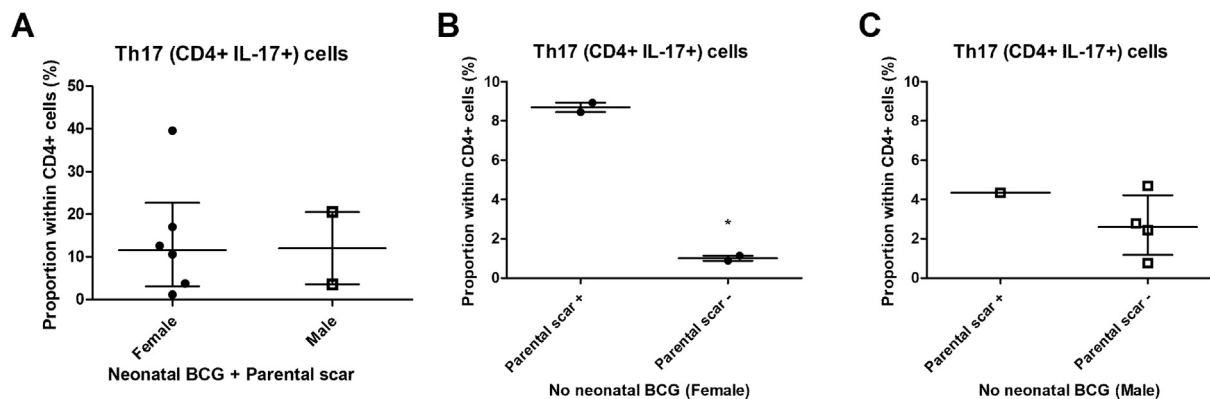 A
Th17 (CD4+ IL-17+) cells
Proportion within CD4+ cells (%)
50
40
30
20
10
0
Female
Male
Neonatal BCG + Parental scar
B
Th17 (CD4+ IL-17+) cells
Proportion within CD4+ cells (%)
10
8
6
4
2
0
*
Parental scar +
Parental scar -
No neonatal BCG (Female)
C
Th17 (CD4+ IL-17+) cells
Proportion within CD4+ cells (%)
10
8
6
4
2
0
Parental scar +
Parental scar -
No neonatal BCG (Male)